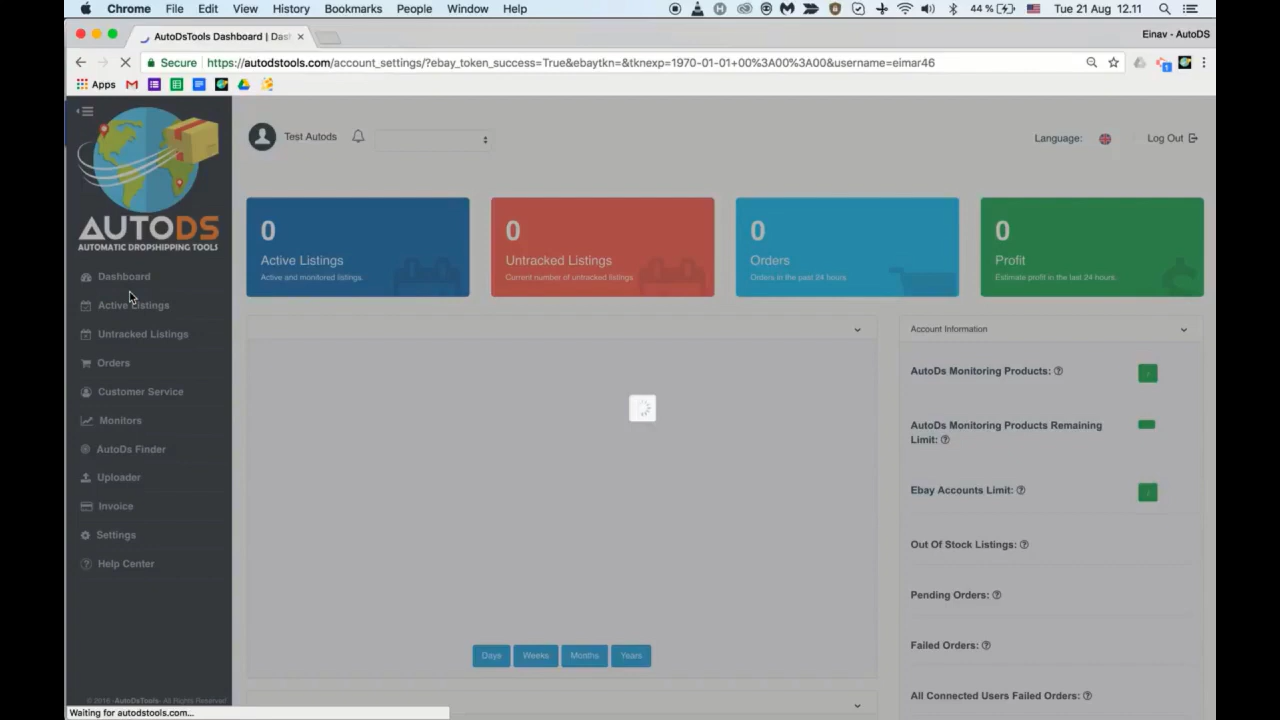 Chrome File Edit View History Bookmarks People Window Help 44 % Tue 21 Aug 12.11
AutoDsTools Dashboard | Das
Einav - AutoDS
Secure https://autodstools.com/account_settings/?ebay_token_success=True&ebaytkn=&tknexp=1970-01-01+00%3A00%3A00&username=eimar46
Apps
AUTODS
AUTOMATIC DROPSHIPPING TOOLS
Test Autods
Language:
Log Out
Dashboard
Active Listings
Untracked Listings
Orders
Customer Service
Monitors
AutoDs Finder
Uploader
Invoice
Settings
Help Center
© 2016 AutoDsTools. All Rights Reserved
Waiting for autodstools.com...
0
Active Listings
Active and monitored listings.
0
Untracked Listings
Current number of untracked listings.
0
Orders
Orders in the past 24 hours.
0
Profit
Estimate profit in the last 24 hours.
Days Weeks Months Years
Account Information
AutoDs Monitoring Products:
AutoDs Monitoring Products Remaining
Limit:
Ebay Accounts Limit:
Out Of Stock Listings:
Pending Orders:
Failed Orders:
All Connected Users Failed Orders: